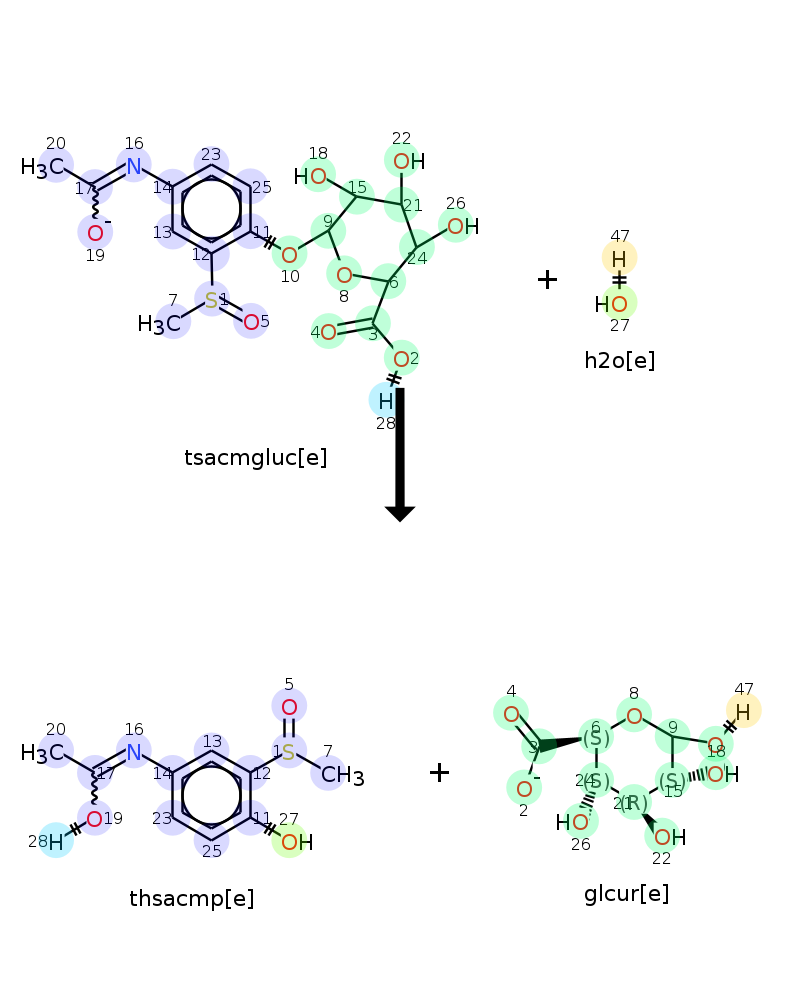 20 16 23 18 22
H3C N HO OH
17 14 25 15 26
O- 13 11 9 21 OH
19 12 O 24 47
7 S1 10 8 O 6 H
H3C O5 4O 3 HO
O2 27
+
H h2o[e]
28
tsacmgluc[e]
5 4 8 47
20 16 O O O 9 H
H3C N 13 1S 7 3 6 (S) O
17 14 12 CH3 + O- 24 (S) (S) 18 OH
28H O19 23 11 27 2 HO 21(R) 15
25 OH 26 OH
22
thsacmp[e] glcur[e]